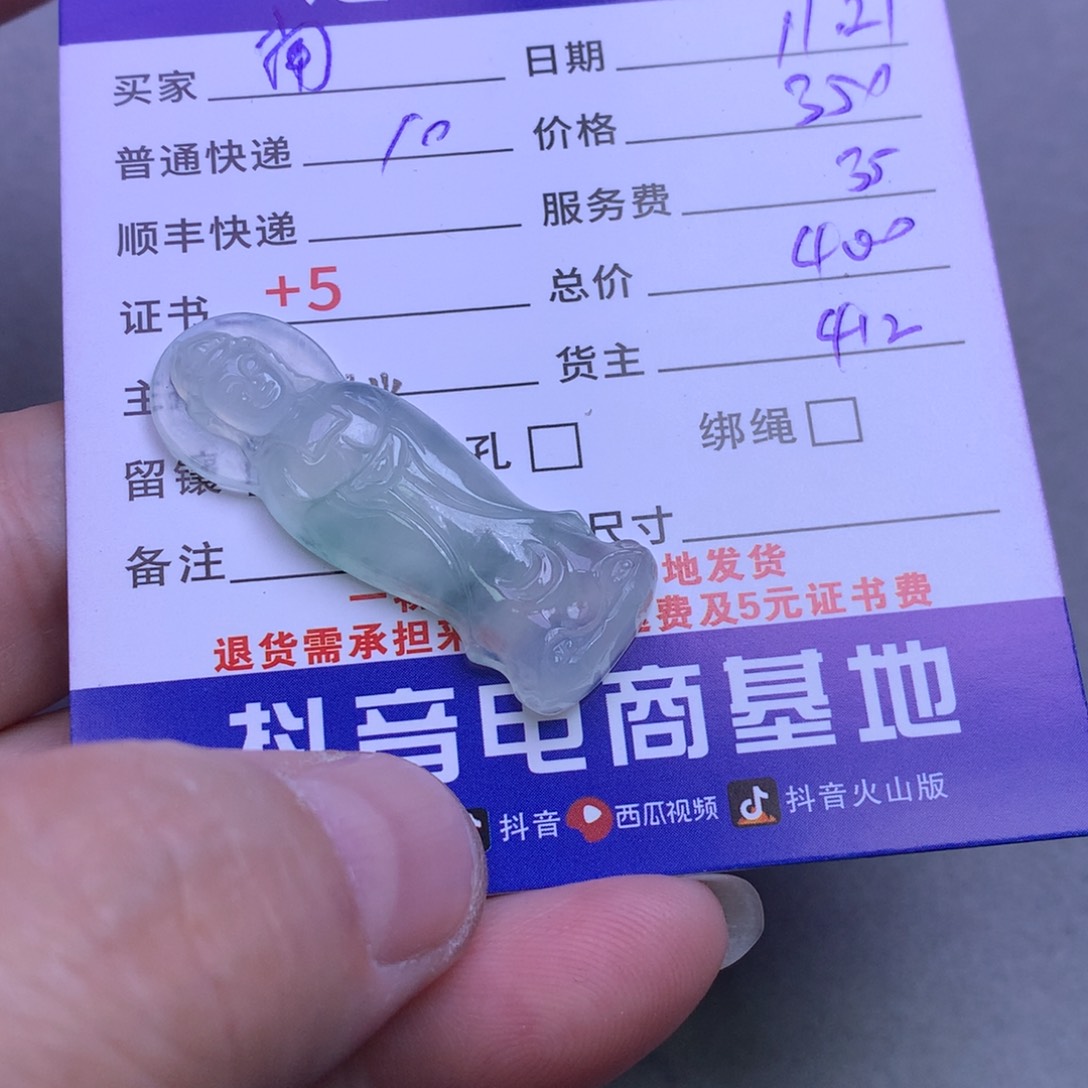 买家 南 日期 11.21
普通快递 10 价格 350
顺丰快递 服务费 35
证书 +5 总价 400
主 货主 412
留镶 孔 □ 绑绳 □
备注 尺寸
地发货
退货需承担来 费及5元证书费
抖音电商基地
抖音 西瓜视频 抖音火山版